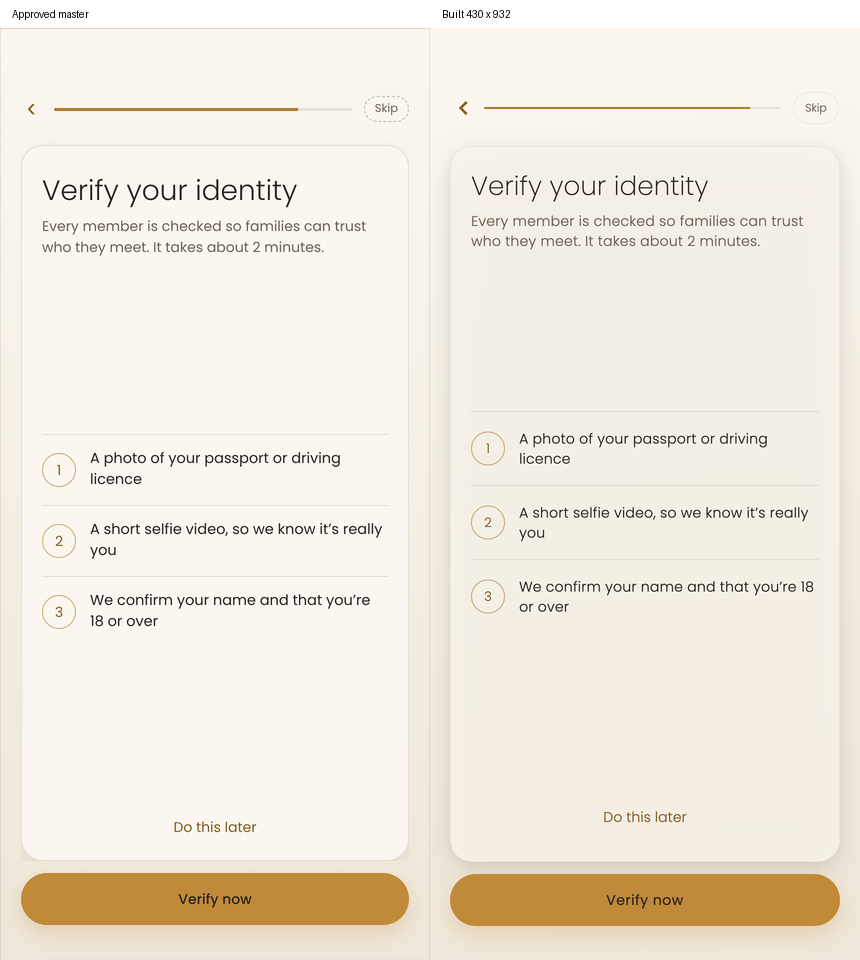 Approved master
Skip
Verify your identity
Every member is checked so families can trust
who they meet. It takes about 2 minutes.
1
A photo of your passport or driving
licence
2
A short selfie video, so we know it’s really
you
3
We confirm your name and that you’re
18 or over
Do this later
Verify now
Built 430 x 932
Skip
Verify your identity
Every member is checked so families can trust
who they meet. It takes about 2 minutes.
1
A photo of your passport or driving
licence
2
A short selfie video, so we know it’s really
you
3
We confirm your name and that you’re 18
or over
Do this later
Verify now